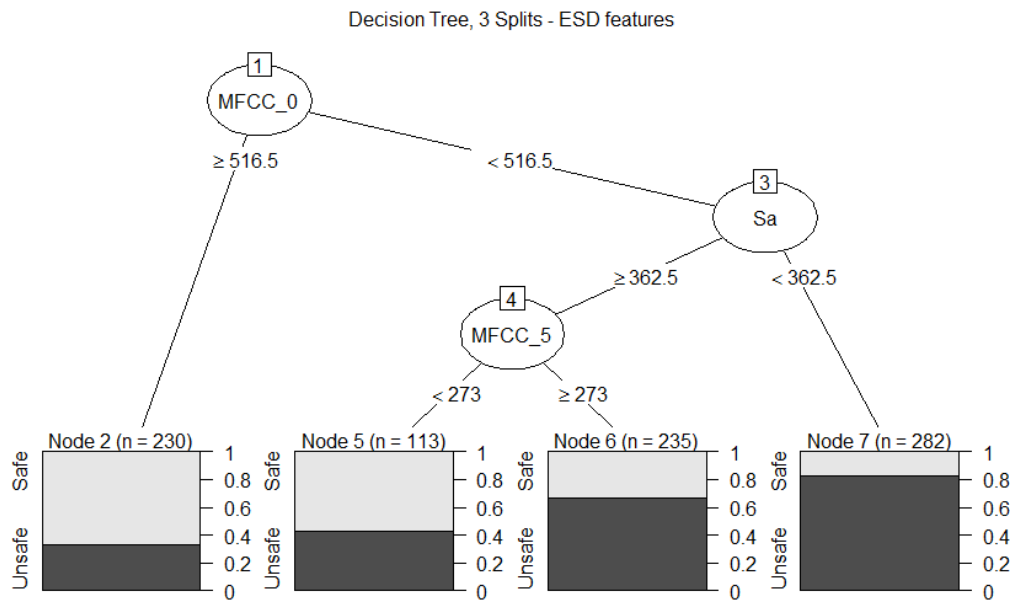 Decision Tree, 3 Splits - ESD features
1
MFCC_0
≥ 516.5
< 516.5
3
Sa
≥ 362.5
< 362.5
4
MFCC_5
< 273
≥ 273
Node 2 (n = 230)
Safe
Unsafe
1
0.8
0.6
0.4
0.2
0
Node 5 (n = 113)
Safe
Unsafe
1
0.8
0.6
0.4
0.2
0
Node 6 (n = 235)
Safe
Unsafe
1
0.8
0.6
0.4
0.2
0
Node 7 (n = 282)
Safe
Unsafe
1
0.8
0.6
0.4
0.2
0